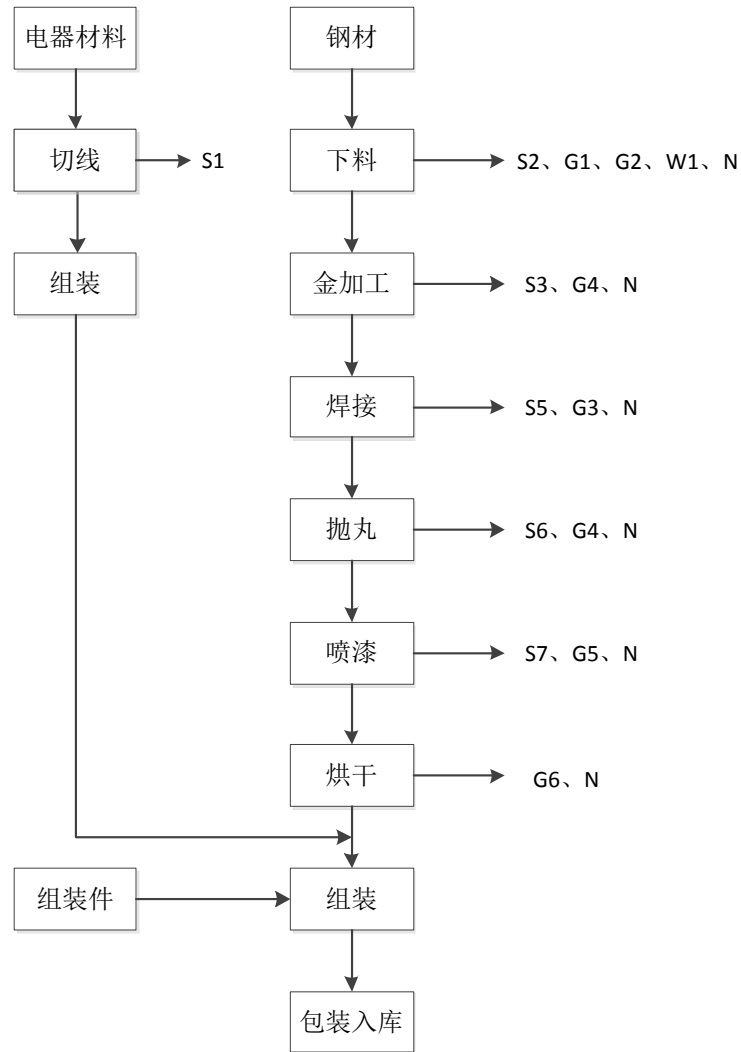 电器材料
钢材
切线
S1
下料
S2、G1、G2、W1、N
组装
金加工
S3、G4、N
焊接
S5、G3、N
抛丸
S6、G4、N
喷漆
S7、G5、N
烘干
G6、N
组装件
组装
包装入库